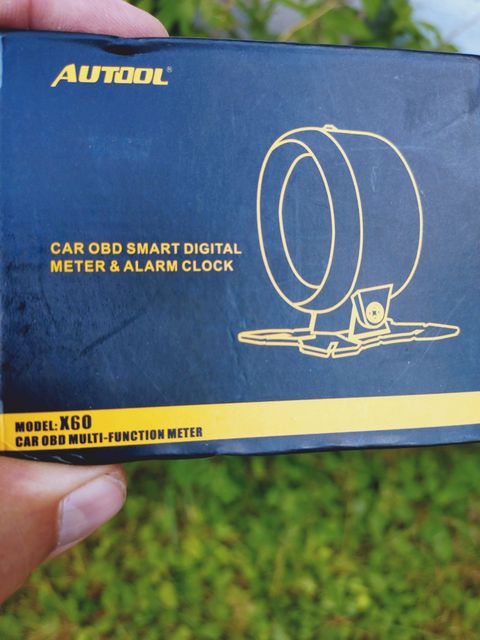 AUTOOL®
CAR OBD SMART DIGITAL
METER & ALARM CLOCK
MODEL: X60
CAR OBD MULTI-FUNCTION METER